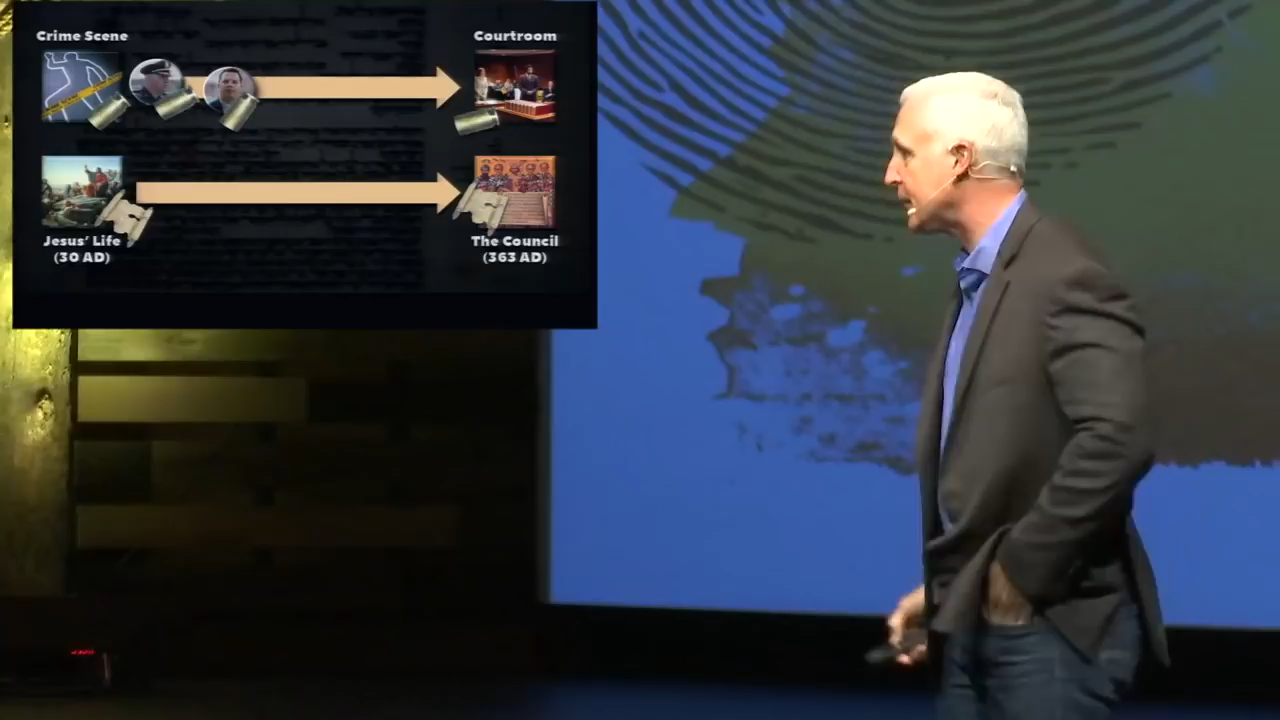 Crime Scene
Courtroom
Jesus' Life
(30 AD)
The Council
(363 AD)